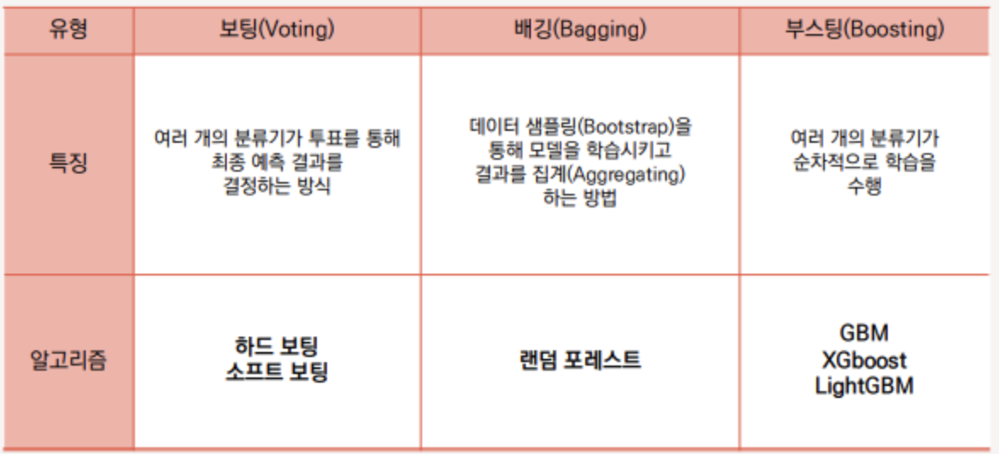 유형
보팅(Voting)
배깅(Bagging)
부스팅(Boosting)
특징
여러 개의 분류기가 투표를 통해
최종 예측 결과를
결정하는 방식
데이터 샘플링(Bootstrap)을
통해 모델을 학습시키고
결과를 집계(Aggregating)
하는 방법
여러 개의 분류기가
순차적으로 학습을
수행
알고리즘
하드 보팅
소프트 보팅
랜덤 포레스트
GBM
XGboost
LightGBM